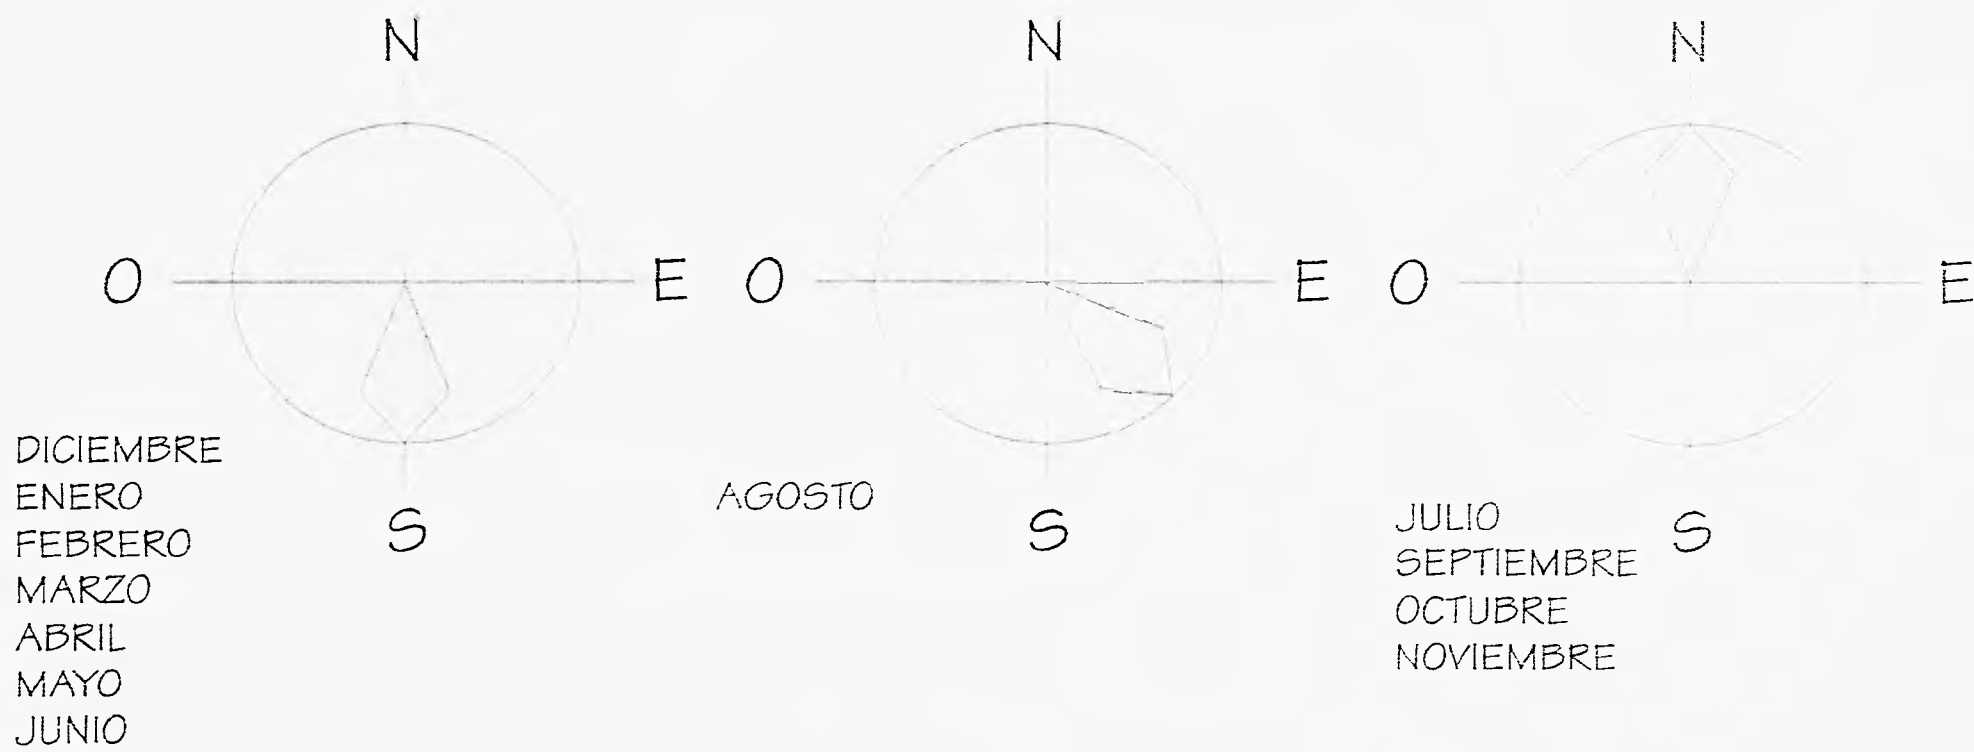 N
O
E
S
DICIEMBRE
ENERO
FEBRERO
MARZO
ABRIL
MAYO
JUNIO
N
O
E
S
AGOSTO
N
O
E
S
JULIO
SEPTIEMBRE
OCTUBRE
NOVIEMBRE